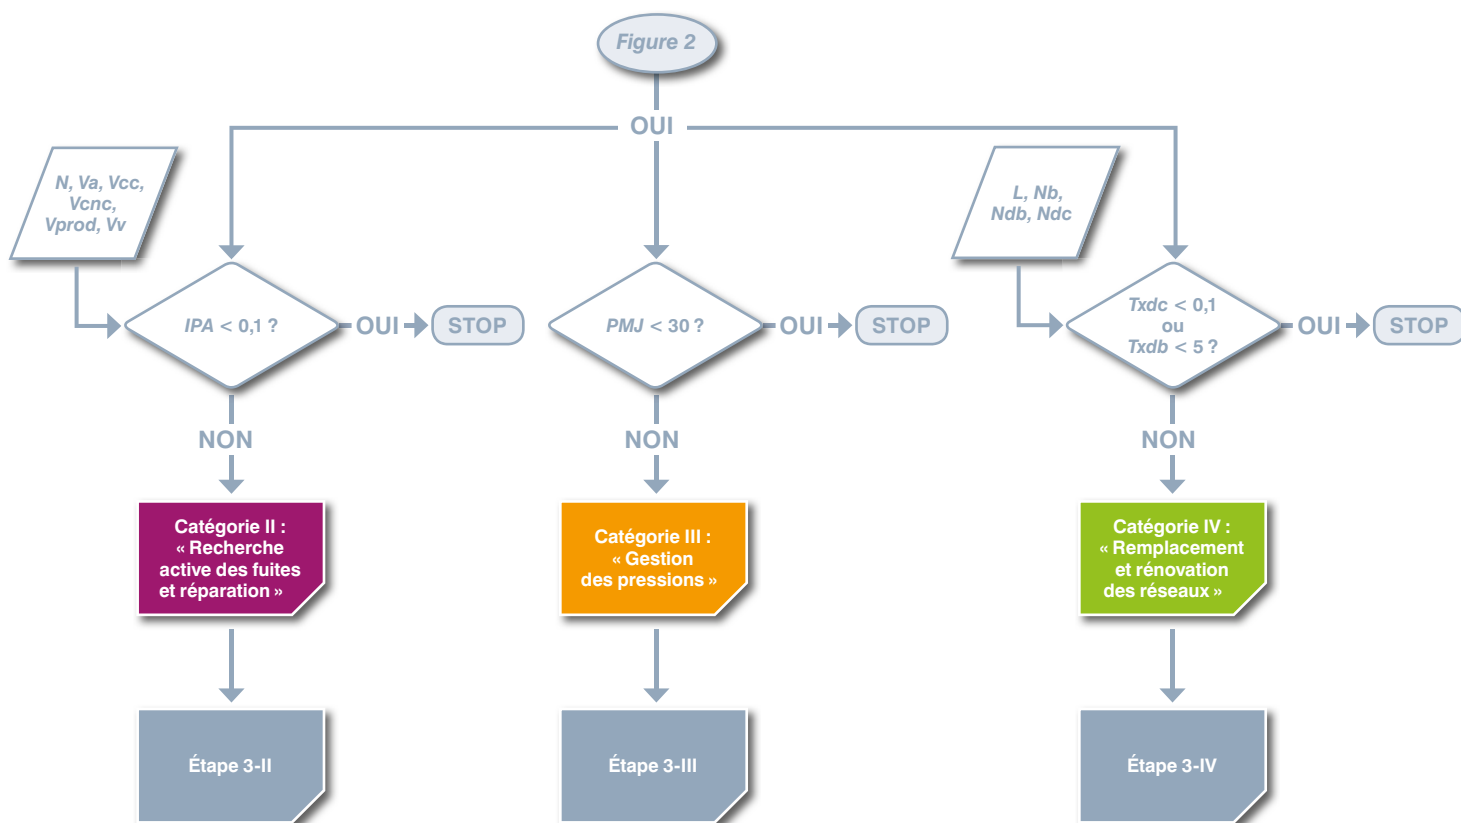 Figure 2
OUI
N, Va, Vcc,
Vcnc,
Vprod, Vv
L, Nb,
Ndb, Ndc
IPA < 0,1 ?
OUI
STOP
PMJ < 30 ?
OUI
STOP
Txdc < 0,1
ou
Txdb < 5 ?
OUI
STOP
NON
NON
NON
Catégorie II :
« Recherche
active des fuites
et réparation »
Catégorie III :
« Gestion
des pressions »
Catégorie IV :
« Remplacement
et rénovation
des réseaux »
Étape 3-II
Étape 3-III
Étape 3-IV